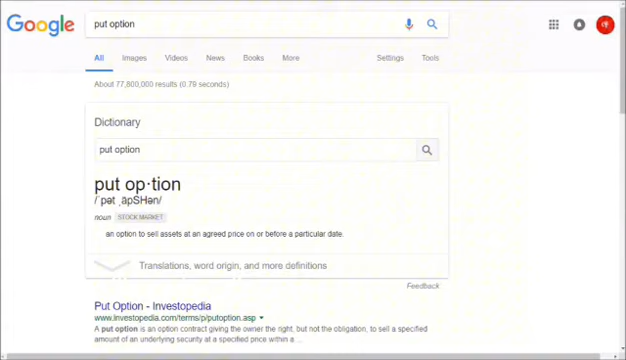 Google
put option
All Images Videos News Books More Settings Tools
About 77,800,000 results (0.79 seconds)
Dictionary
put option
put op·tion
/ˈpət ˌäpSHən/
noun STOCK MARKET
an option to sell assets at an agreed price on or before a particular date.
Translations, word origin, and more definitions
Feedback
Put Option - Investopedia
www.investopedia.com/terms/p/putoption.asp
A put option is an option contract giving the owner the right, but not the obligation, to sell a specified
amount of an underlying security at a specified price within a ...